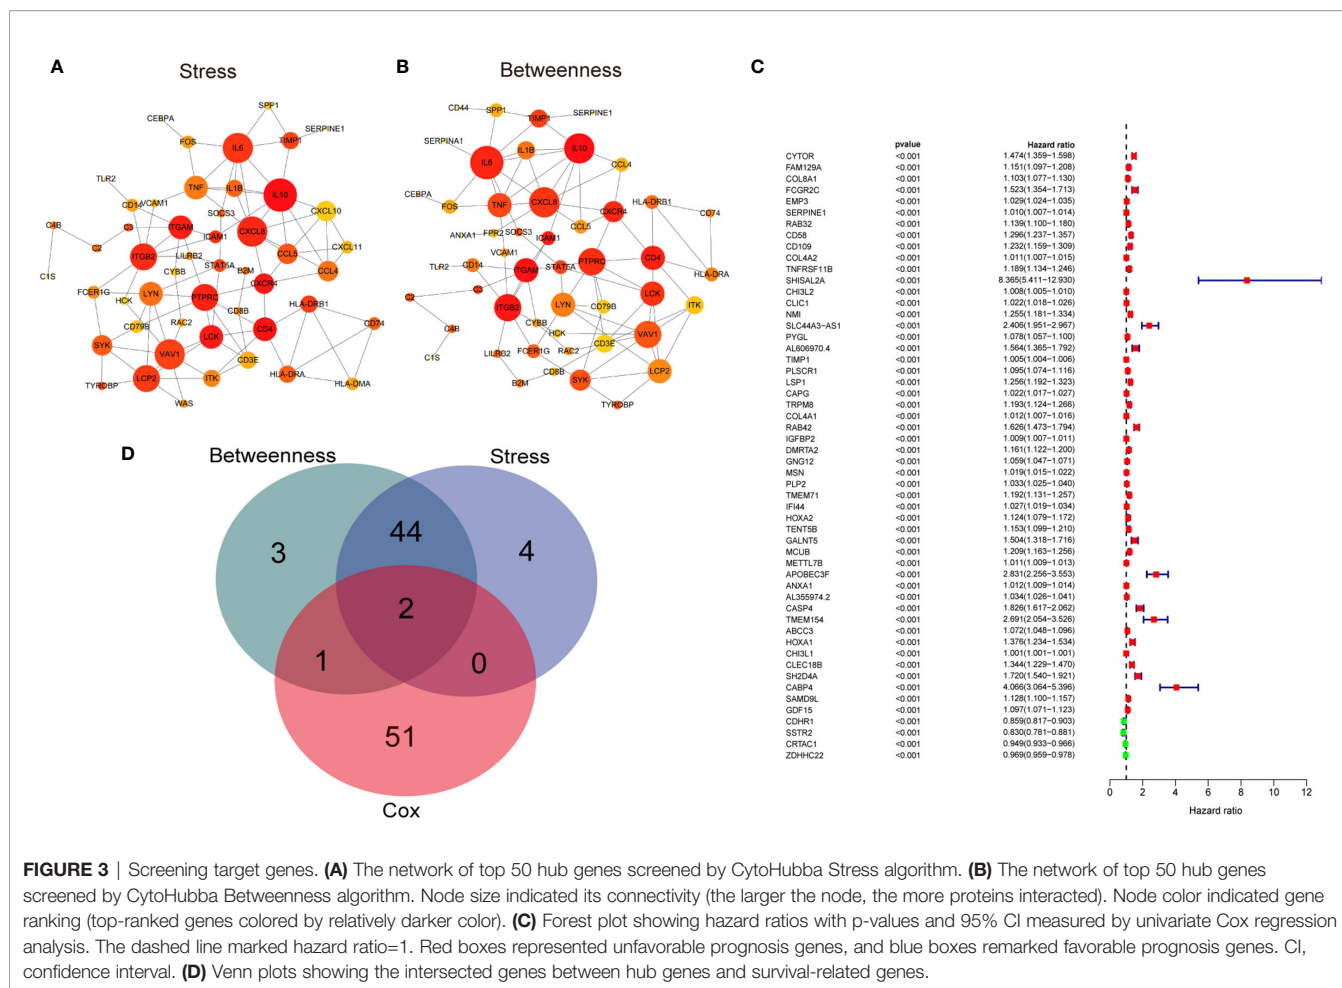 A
Stress
SPP1
CEBPA
FOS
TIMP1
SERPINE1
IL6
TLR2
TNF
IL1B
IL10
CD14
VCAM1
SOCS3
CXCL10
C4B
C3
ITGAM
ICAM1
CXCL8
C2
ITGB2
LILRB2
CCL5
CXCL11
C1S
CYBB
STAT5A
B2M
CCL4
FCER1G
HCK
LYN
PTPRC
CXCR4
HLA-DRB1
CD79B
RAC2
CD8B
CD74
SYK
LCK
CD4
VAV1
CD3E
TYROBP
LCP2
ITK
HLA-DRA
HLA-DMA
WAS
B
Betweenness
CD44
SPP1
TIMP1
SERPINE1
SERPINA1
IL6
IL1B
IL10
CCL4
CEBPA
FOS
TNF
CXCL8
CXCR4
HLA-DRB1
CD74
ANXA1
FPR2
SOCS3
ICAM1
CCL5
VCAM1
TLR2
CD14
ITGAM
STAT5A
PTPRC
CD4
HLA-DRA
C2
C3
LCK
ITGB2
LYN
CD79B
ITK
C4B
CYBB
HCK
VAV1
C1S
LILRB2
FCER1G
RAC2
CD3E
B2M
CD8B
SYK
LCP2
TYROBP
C
pvalue Hazard ratio
CYTOR <0.001 1.474(1.359−1.598)
FAM129A <0.001 1.151(1.097−1.208)
COL8A1 <0.001 1.103(1.077−1.130)
FCGR2C <0.001 1.523(1.354−1.713)
EMP3 <0.001 1.029(1.024−1.035)
SERPINE1 <0.001 1.010(1.007−1.014)
RAB32 <0.001 1.139(1.100−1.180)
CD58 <0.001 1.296(1.237−1.357)
CD109 <0.001 1.232(1.159−1.309)
COL4A2 <0.001 1.011(1.007−1.015)
TNFRSF11B <0.001 1.189(1.134−1.246)
SHISAL2A <0.001 8.365(5.411−12.930)
CHI3L2 <0.001 1.008(1.005−1.010)
CLIC1 <0.001 1.022(1.018−1.026)
NMI <0.001 1.255(1.181−1.334)
SLC44A3−AS1 <0.001 2.406(1.951−2.967)
PYGL <0.001 1.078(1.057−1.100)
AL606970.4 <0.001 1.564(1.365−1.792)
TIMP1 <0.001 1.005(1.004−1.006)
PLSCR1 <0.001 1.095(1.074−1.116)
LSP1 <0.001 1.256(1.192−1.323)
CAPG <0.001 1.022(1.017−1.027)
TRPM8 <0.001 1.193(1.124−1.266)
COL4A1 <0.001 1.012(1.007−1.016)
RAB42 <0.001 1.626(1.473−1.794)
IGFBP2 <0.001 1.009(1.007−1.011)
DMRTA2 <0.001 1.161(1.122−1.200)
GNG12 <0.001 1.059(1.047−1.071)
MSN <0.001 1.019(1.015−1.022)
PLP2 <0.001 1.033(1.025−1.040)
TMEM71 <0.001 1.192(1.131−1.257)
IFI44 <0.001 1.027(1.019−1.034)
HOXA2 <0.001 1.124(1.079−1.172)
TENT5B <0.001 1.153(1.099−1.210)
GALNT5 <0.001 1.504(1.318−1.716)
MCUB <0.001 1.209(1.163−1.256)
METTL7B <0.001 1.011(1.009−1.013)
APOBEC3F <0.001 2.831(2.256−3.553)
ANXA1 <0.001 1.012(1.009−1.014)
AL355974.2 <0.001 1.034(1.026−1.041)
CASP4 <0.001 1.826(1.617−2.062)
TMEM154 <0.001 2.691(2.054−3.526)
ABCC3 <0.001 1.072(1.048−1.096)
HOXA1 <0.001 1.376(1.234−1.534)
CHI3L1 <0.001 1.001(1.001−1.001)
CLEC18B <0.001 1.344(1.229−1.470)
SH2D4A <0.001 1.720(1.540−1.921)
CABP4 <0.001 4.066(3.064−5.396)
SAMD9L <0.001 1.128(1.100−1.157)
GDF15 <0.001 1.097(1.071−1.123)
CDHR1 <0.001 0.859(0.817−0.903)
SSTR2 <0.001 0.830(0.781−0.881)
CRTAC1 <0.001 0.949(0.933−0.966)
ZDHHC22 <0.001 0.969(0.959−0.978)
0 2 4 6 8 10 12
Hazard ratio
D
Betweenness Stress
3 44 4
2
1 0
51
Cox
FIGURE 3 | Screening target genes. (A) The network of top 50 hub genes screened by CytoHubba Stress algorithm. (B) The network of top 50 hub genes
screened by CytoHubba Betweenness algorithm. Node size indicated its connectivity (the larger the node, the more proteins interacted). Node color indicated gene
ranking (top-ranked genes colored by relatively darker color). (C) Forest plot showing hazard ratios with p-values and 95% CI measured by univariate Cox regression
analysis. The dashed line marked hazard ratio=1. Red boxes represented unfavorable prognosis genes, and blue boxes remarked favorable prognosis genes. CI,
confidence interval. (D) Venn plots showing the intersected genes between hub genes and survival-related genes.